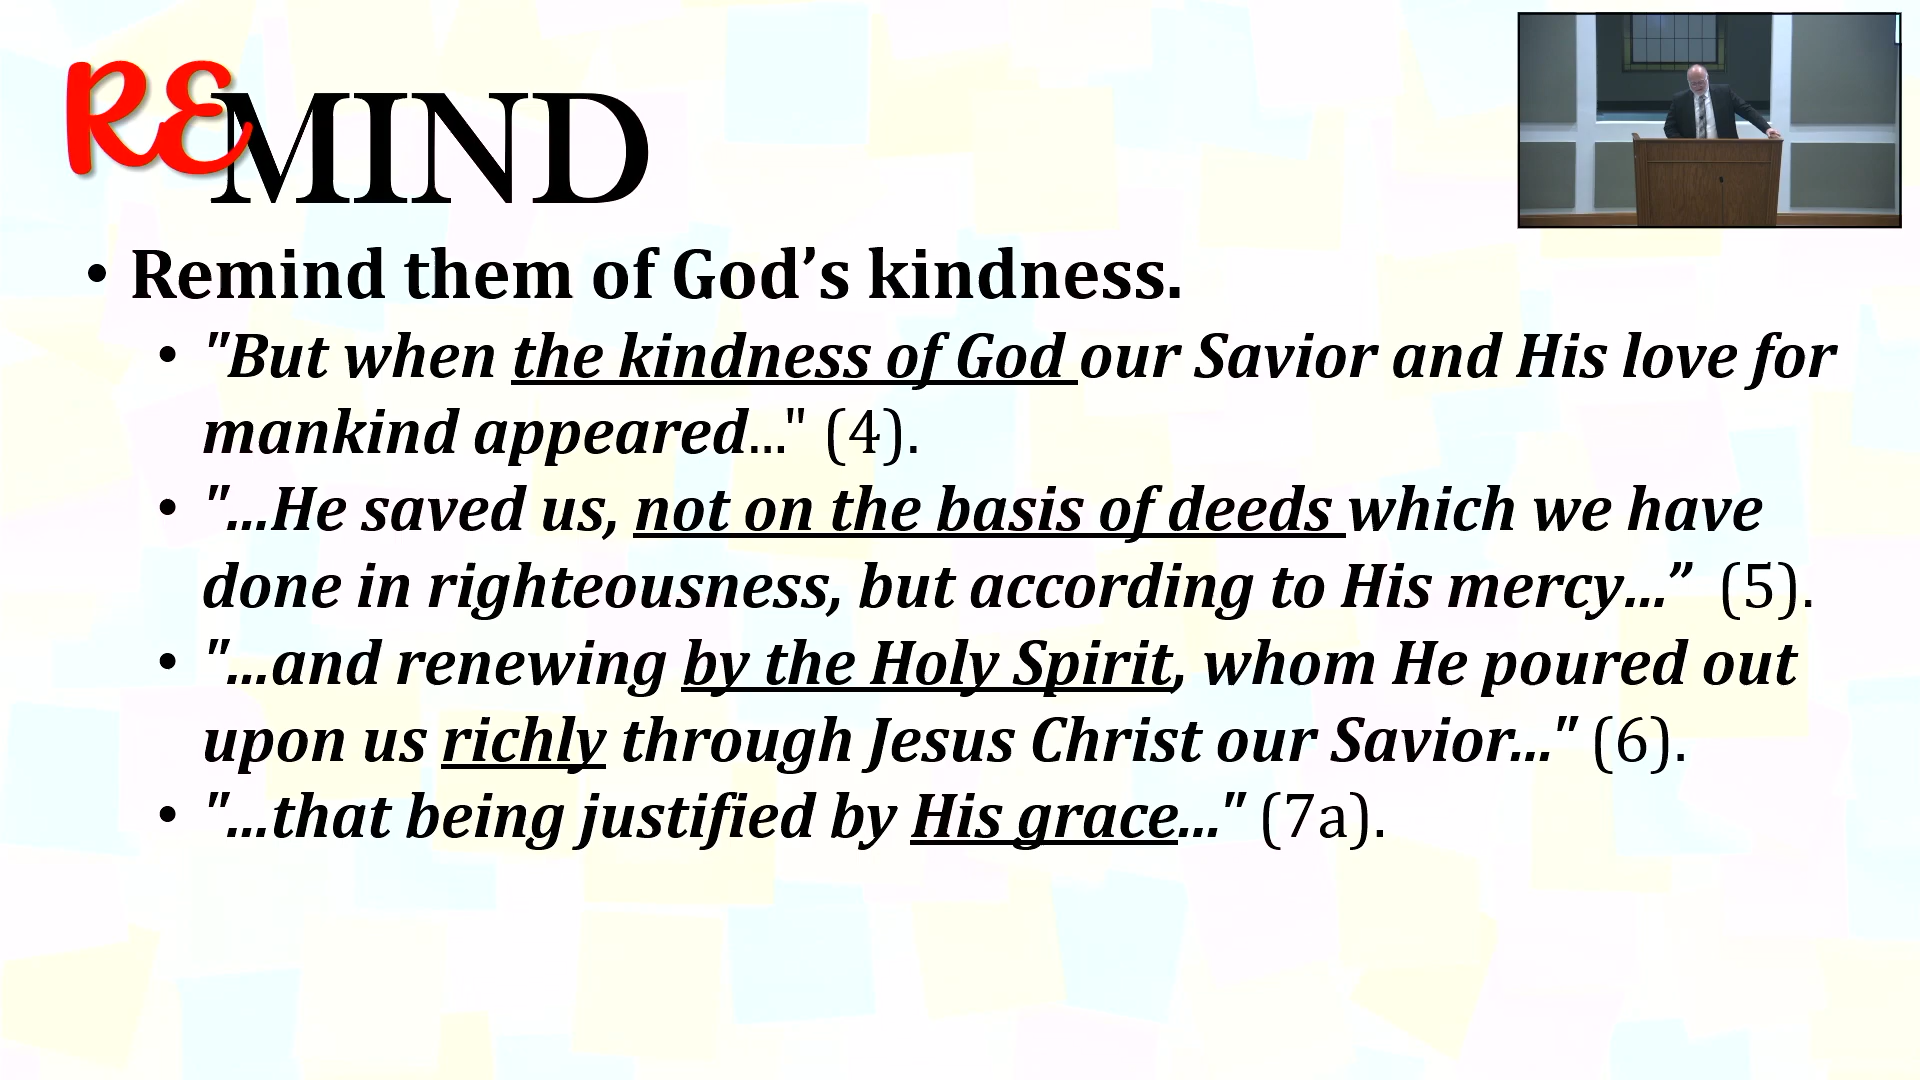 REMIND
• Remind them of God’s kindness.
• "But when the kindness of God our Savior and His love for
mankind appeared..." (4).
• "...He saved us, not on the basis of deeds which we have
done in righteousness, but according to His mercy...” (5).
• "...and renewing by the Holy Spirit, whom He poured out
upon us richly through Jesus Christ our Savior..." (6).
• "...that being justified by His grace..." (7a).